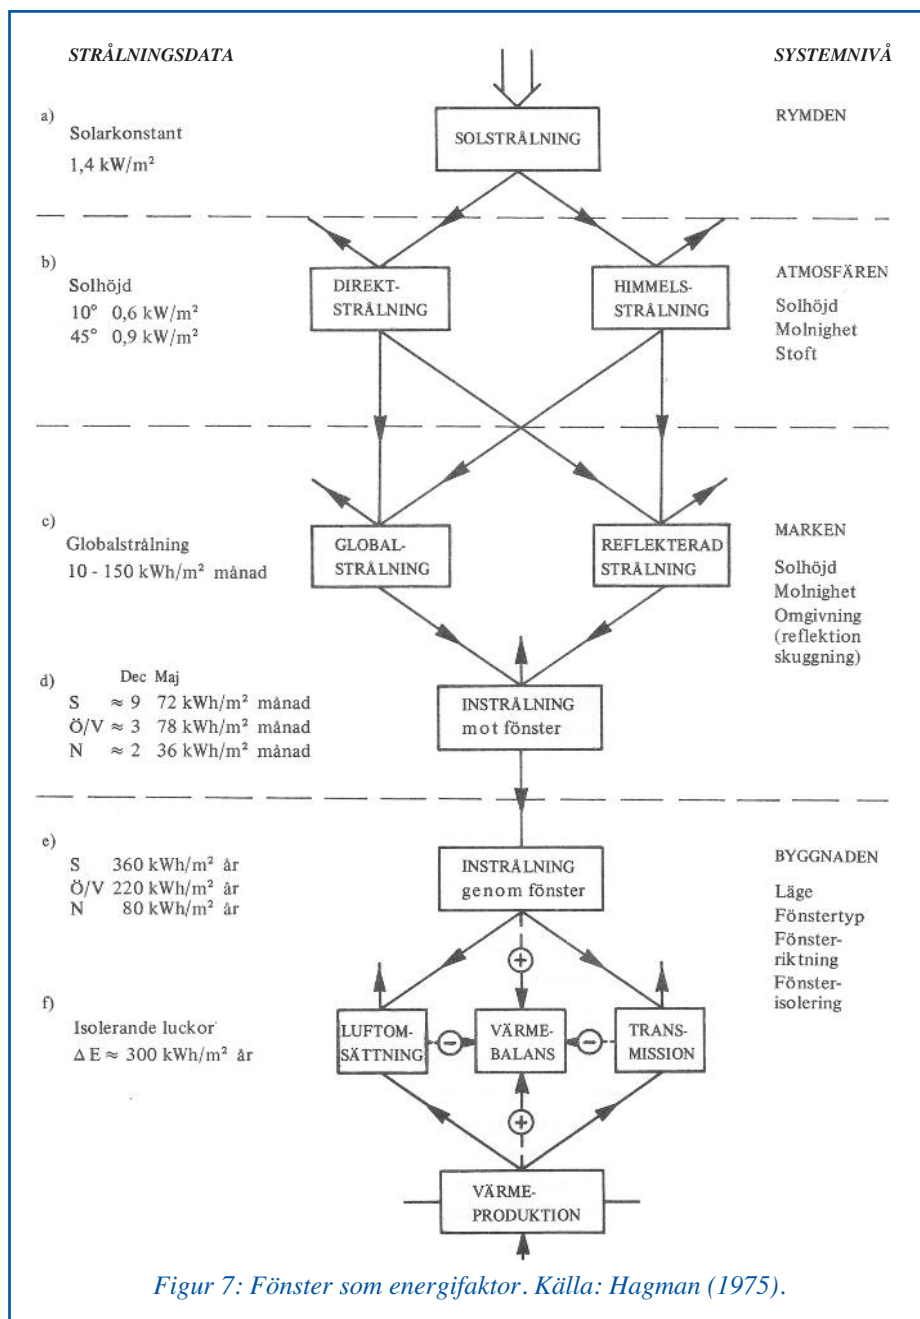 STRÅLNINGSDATA
SYSTEMNIVÅ
a)
Solarkonstant
1,4 kW/m²
SOLSTRÅLNING
RYMDEN
b)
Solhöjd
10° 0,6 kW/m²
45° 0,9 kW/m²
DIREKT-
STRÅLNING
HIMMELS-
STRÅLNING
ATMOSFÄREN
Solhöjd
Molnighet
Stoft
c)
Globalstrålning
10 - 150 kWh/m² månad
GLOBAL-
STRÅLNING
REFLEKTERAD
STRÅLNING
MARKEN
Solhöjd
Molnighet
Omgivning
(reflektion
skuggning)
d)
Dec Maj
S ≈ 9 72 kWh/m² månad
Ö/V ≈ 3 78 kWh/m² månad
N ≈ 2 36 kWh/m² månad
INSTRÅLNING
mot fönster
e)
S 360 kWh/m² år
Ö/V 220 kWh/m² år
N 80 kWh/m² år
INSTRÅLNING
genom fönster
BYGGNADEN
Läge
Fönstertyp
Fönster-
riktning
Fönster-
isolering
f)
Isolerande luckor
Δ E ≈ 300 kWh/m² år
+
LUFTOM-
SÄTTNING
−
VÄRME-
BALANS
−
TRANS-
MISSION
+
VÄRME-
PRODUKTION
Figur 7: Fönster som energifaktor. Källa: Hagman (1975).